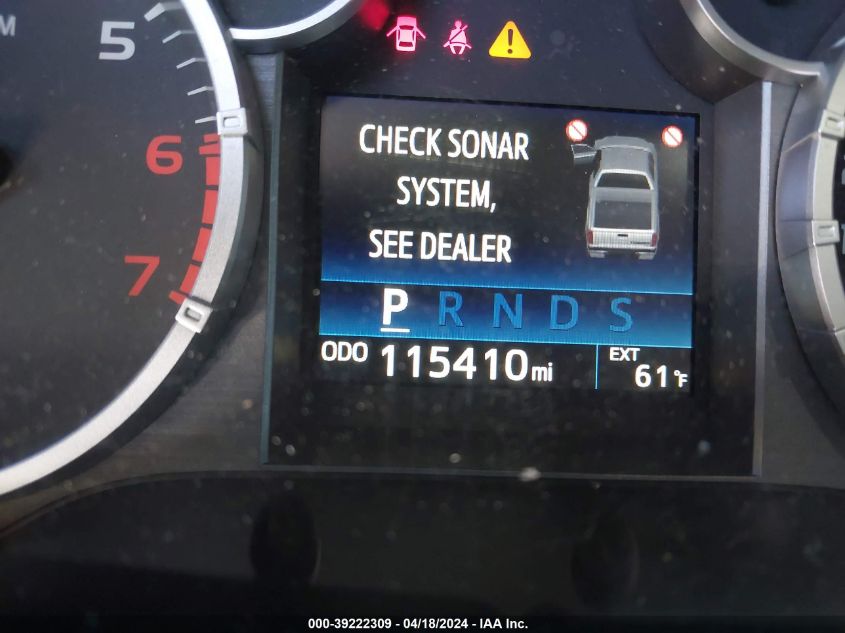 M
5
6
7
CHECK SONAR
SYSTEM,
SEE DEALER
P R N D S
ODO 115410 mi
EXT
61°F
000-39222309 - 04/18/2024 - IAA Inc.